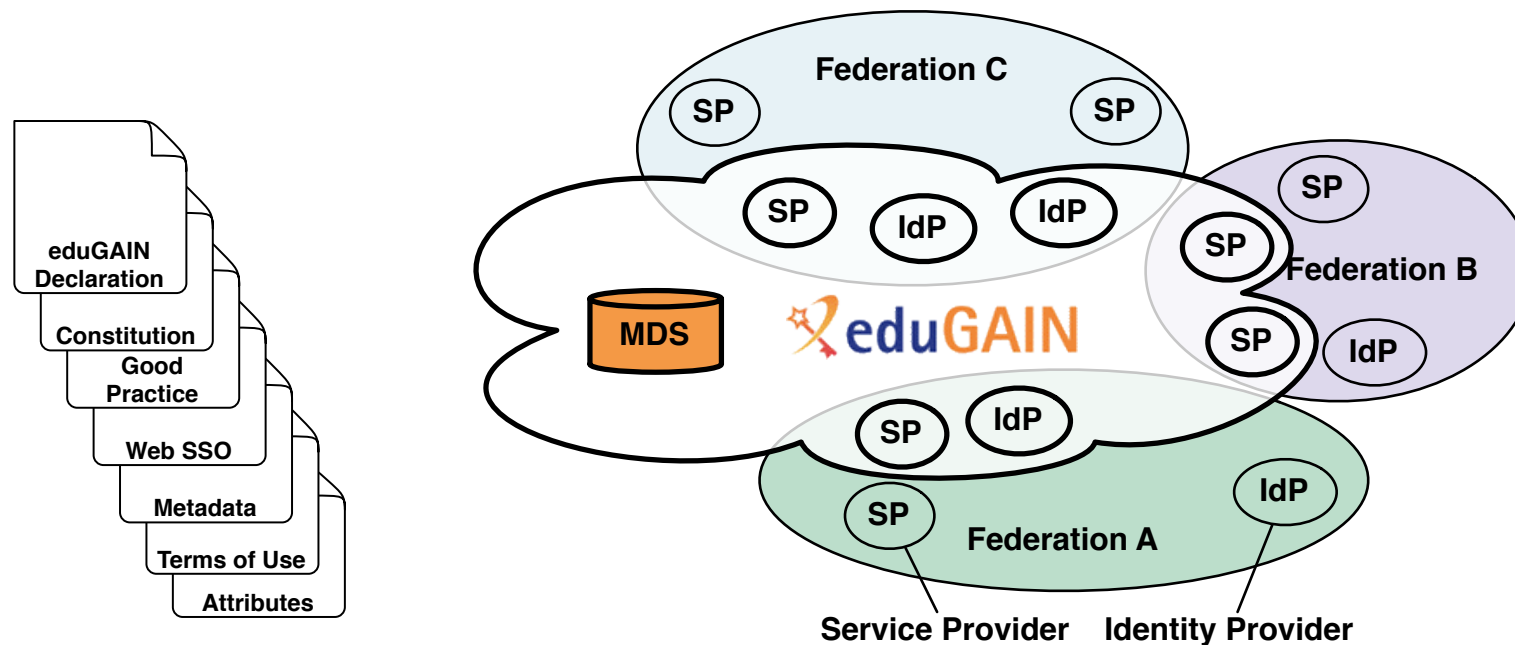 eduGAIN
Declaration
Constitution
Good
Practice
Web SSO
Metadata
Terms of Use
Attributes
Federation C
SP
SP
SP
IdP
IdP
SP
SP
Federation B
SP
IdP
MDS
eduGAIN
SP
IdP
SP
IdP
Federation A
Service Provider
Identity Provider